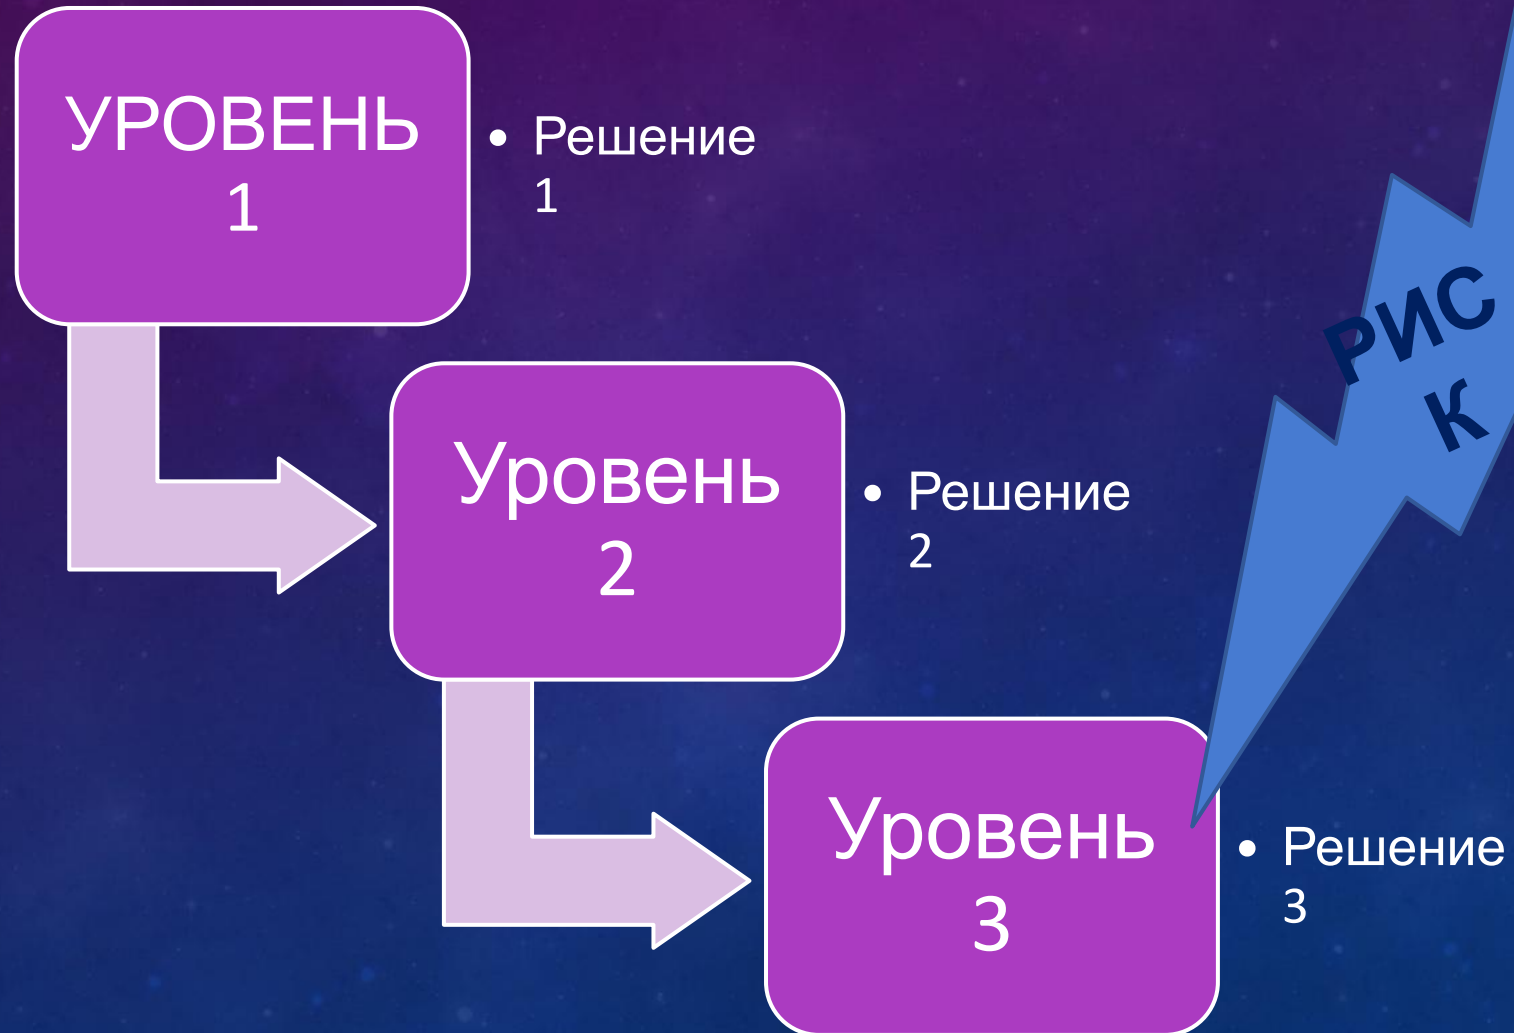 УРОВЕНЬ
1
• Решение
1
РИС
К
Уровень
2
• Решение
2
Уровень
3
• Решение
3